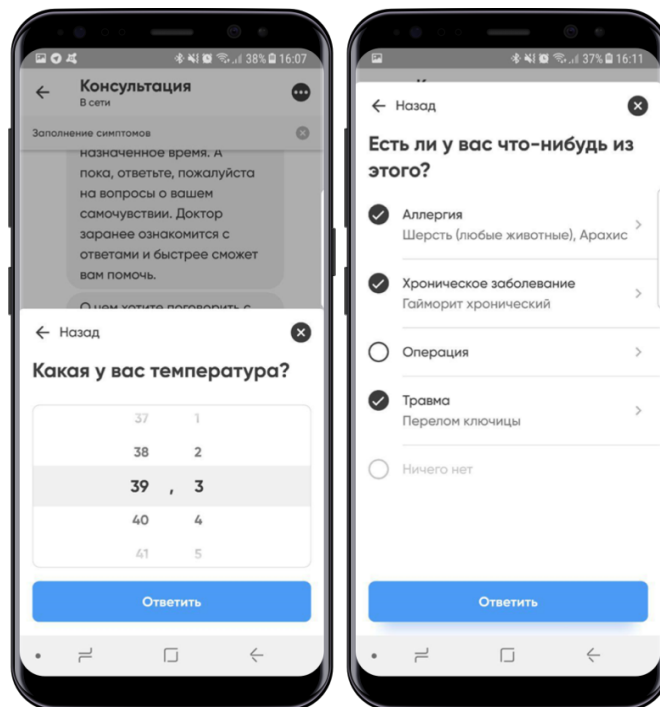 38% 16:07
Консультация
В сети
Заполнение симптомов
назначенное время. А
пока, ответьте, пожалуйста
на вопросы о вашем
самочувствии. Доктор
заранее ознакомится с
ответами и быстрее сможет
вам помочь.
О чем хотите поговорить с
Назад
Какая у вас температура?
37 1
38 2
39 , 3
40 4
41 5
Ответить
37% 16:11
Назад
Есть ли у вас что-нибудь из
этого?
Аллергия
Шерсть (любые животные), Арахис
Хроническое заболевание
Гайморит хронический
Операция
Травма
Перелом ключицы
Ничего нет
Ответить